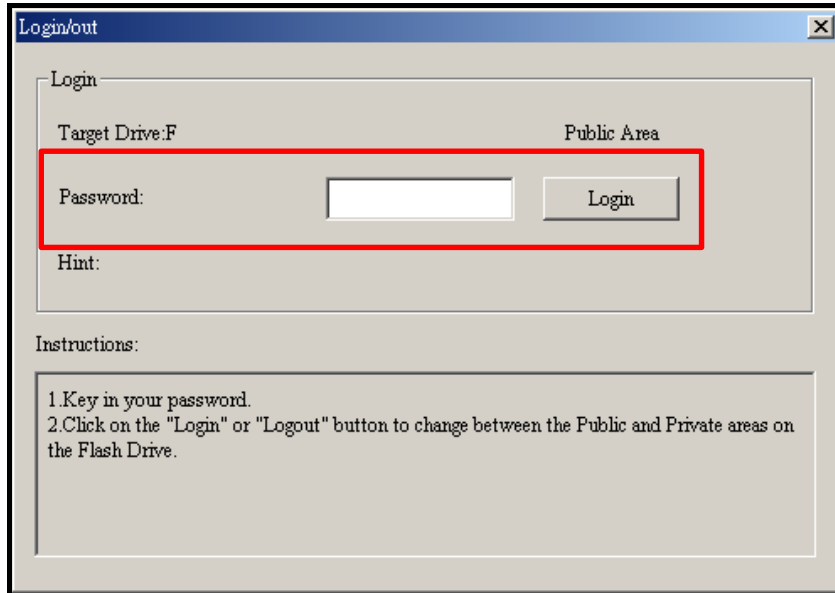 Login/out
Login
Target Drive:F Public Area
Password: Login
Hint:
Instructions:
1.Key in your password.
2.Click on the "Login" or "Logout" button to change between the Public and Private areas on
the Flash Drive.